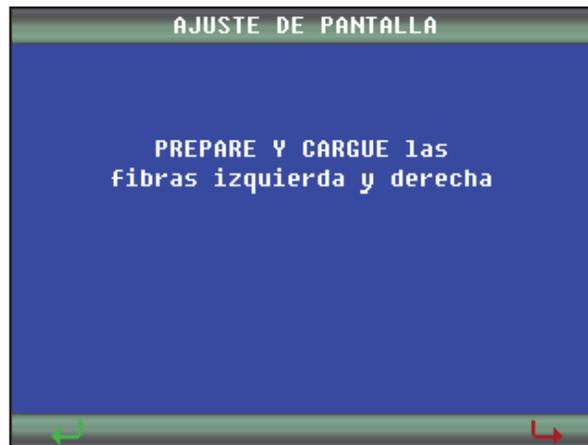 AJUSTE DE PANTALLA
PREPARE Y CARGUE las
fibras izquierda y derecha